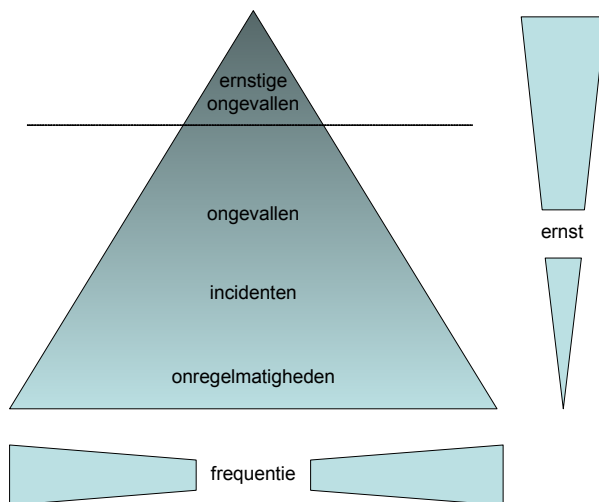 ernstige
ongevallen
ongevallen
ernst
incidenten
onregelmatigheden
frequentie